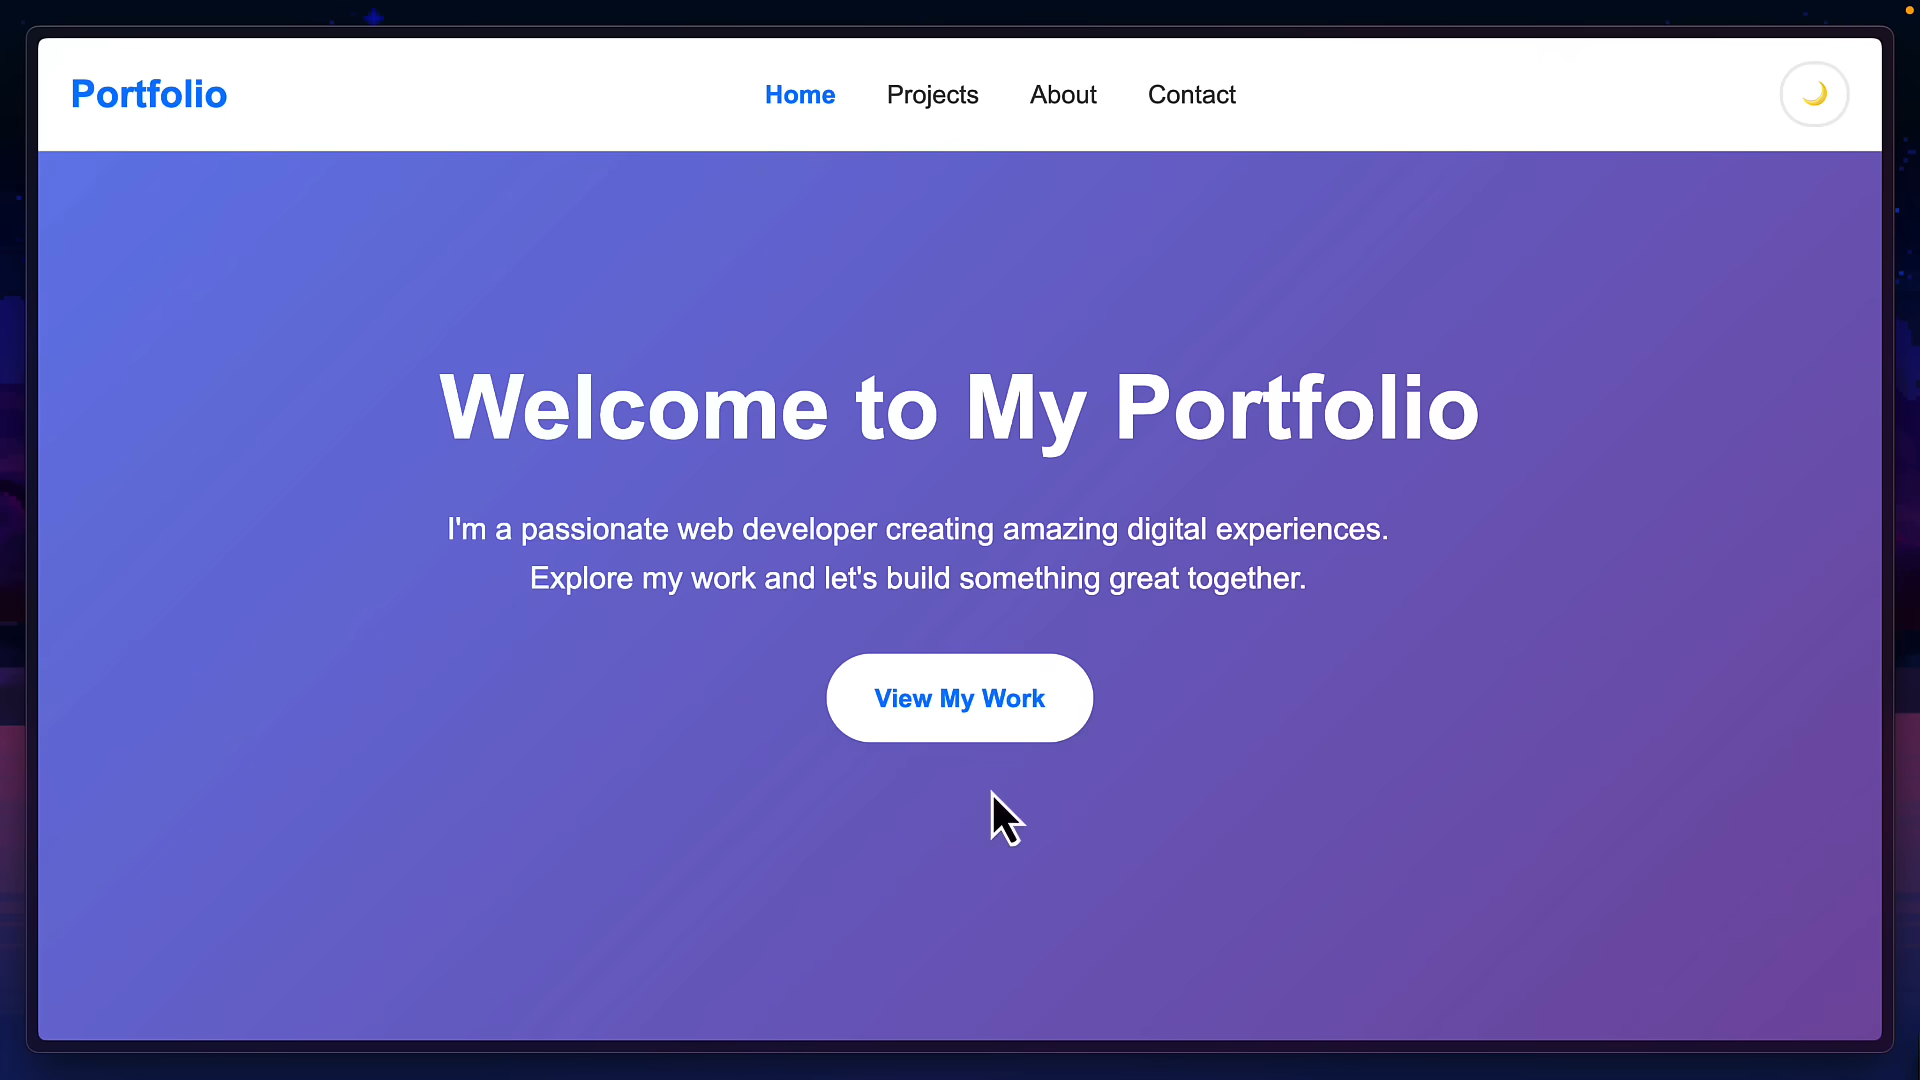 Portfolio
Home Projects About Contact
Welcome to My Portfolio
I'm a passionate web developer creating amazing digital experiences.
Explore my work and let's build something great together.
View My Work